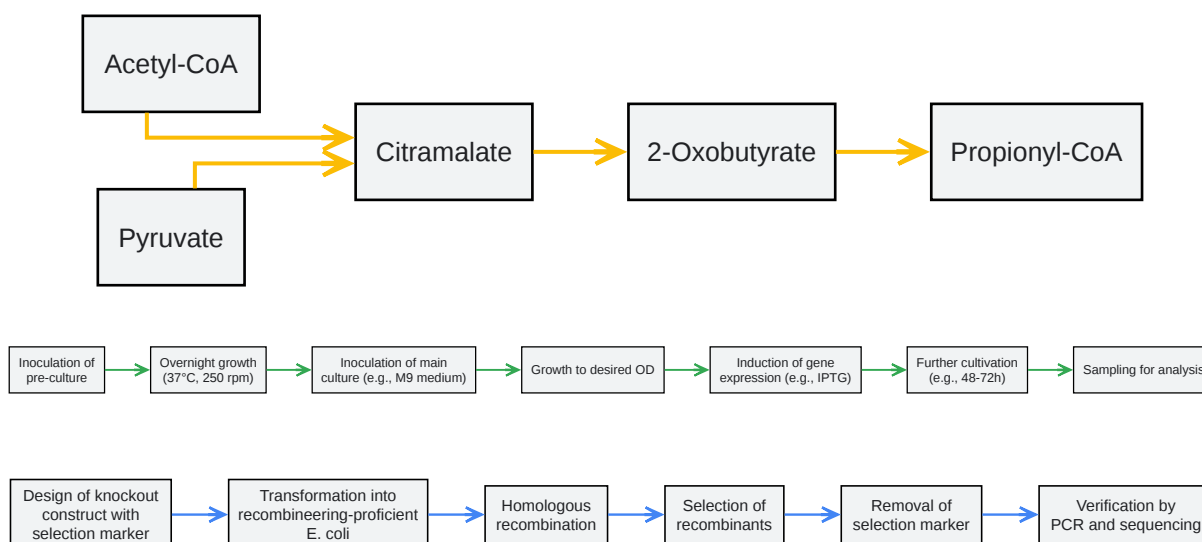 Acetyl-CoA
Citramalate
2-Oxobutyrate
Propionyl-CoA
Pyruvate
Inoculation of
pre-culture
Overnight growth
(37°C, 250 rpm)
Inoculation of main
culture (e.g., M9 medium)
Growth to desired OD
Induction of gene
expression (e.g., IPTG)
Further cultivation
(e.g., 48-72h)
Sampling for analysis
Design of knockout
construct with
selection marker
Transformation into
recombineering-proficient
E. coli
Homologous
recombination
Selection of
recombinants
Removal of
selection marker
Verification by
PCR and sequencing